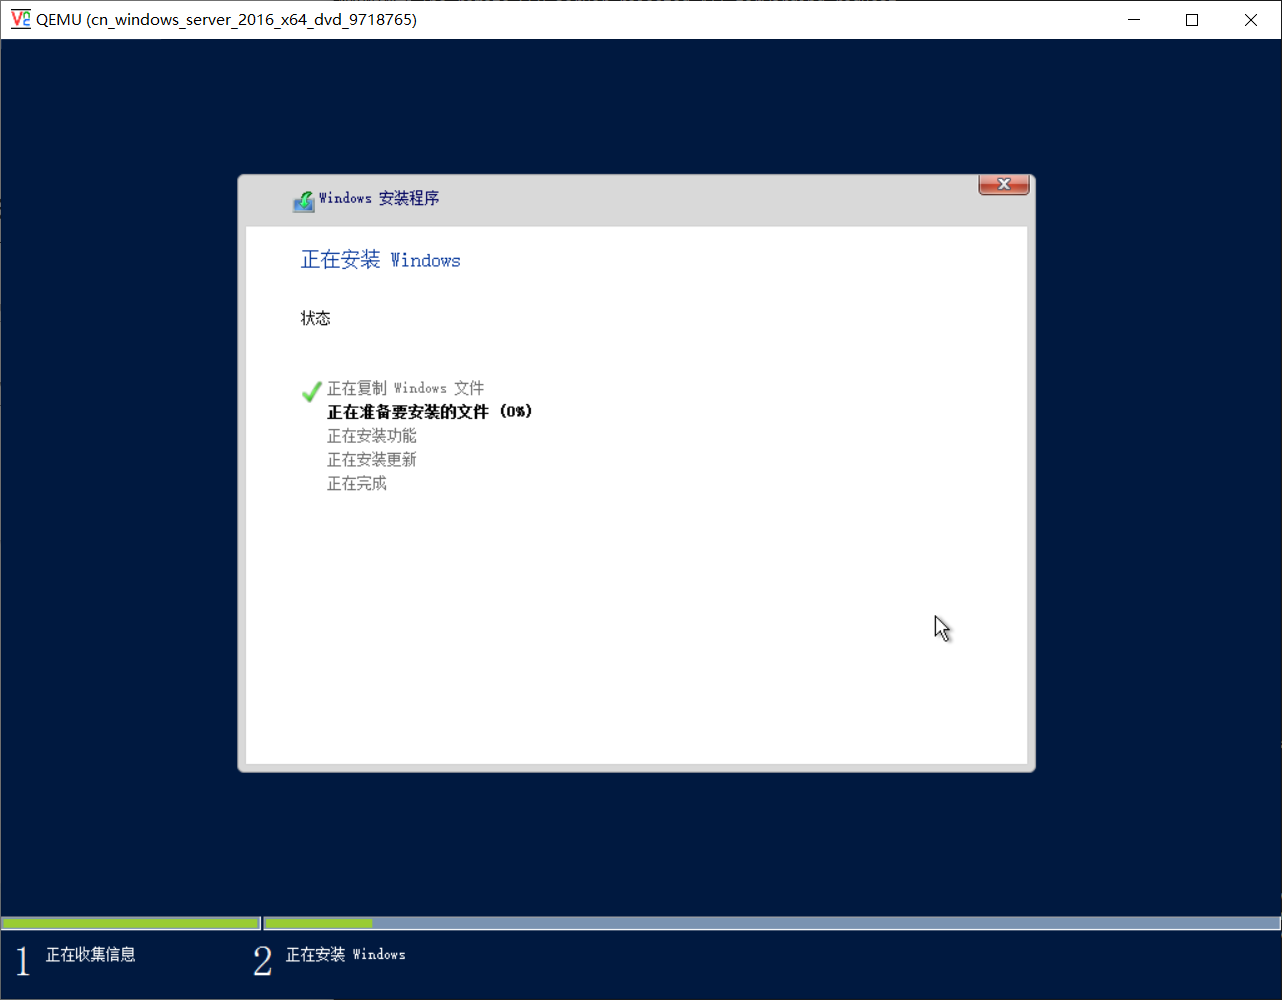 QEMU (cn_windows_server_2016_x64_dvd_9718765)
Windows 安装程序
正在安装 Windows
状态
正在复制 Windows 文件
正在准备要安装的文件 (0%)
正在安装功能
正在安装更新
正在完成
1 正在收集信息
2 正在安装 Windows